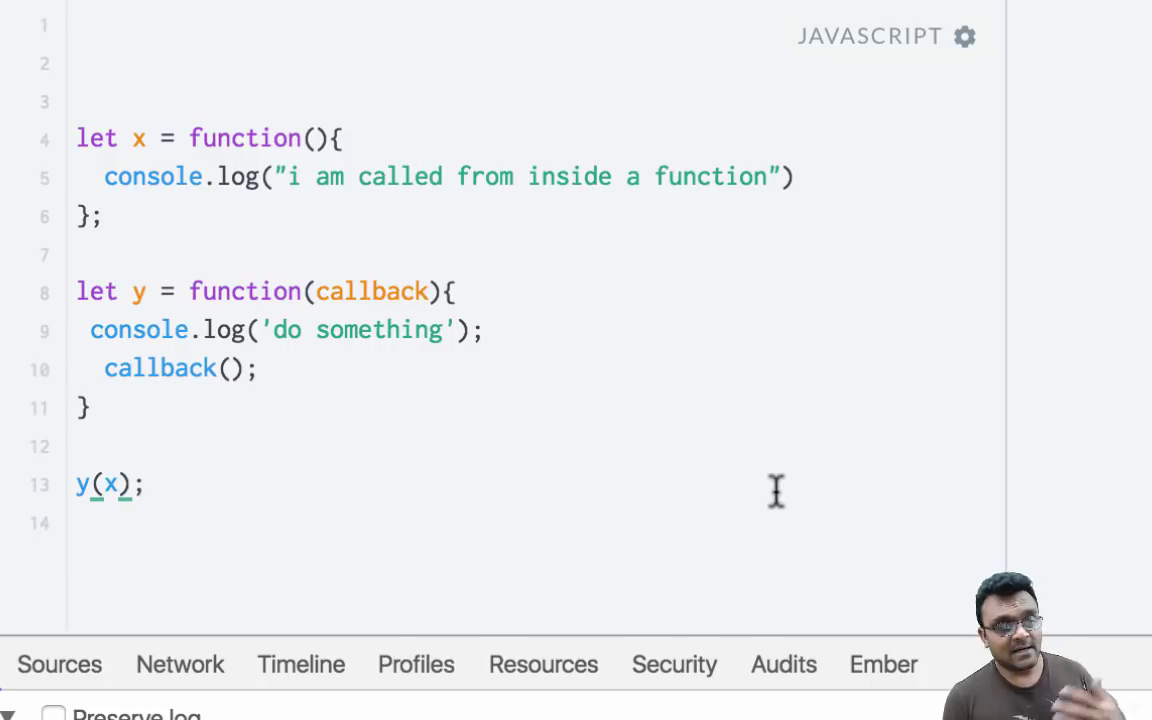 1
JAVASCRIPT
2
3
4 let x = function(){
5 console.log("i am called from inside a function")
6 };
7
8 let y = function(callback){
9 console.log('do something');
10 callback();
11 }
12
13 y(x);
14
Sources Network Timeline Profiles Resources Security Audits Ember
Preserve log